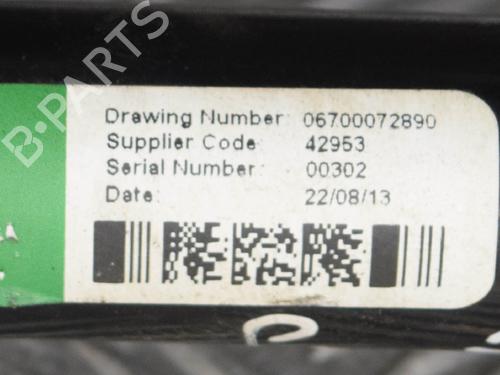 B-PARTS
Drawing Number: 06700072890
Supplier Code: 42953
Serial Number: 00302
Date: 22/08/13